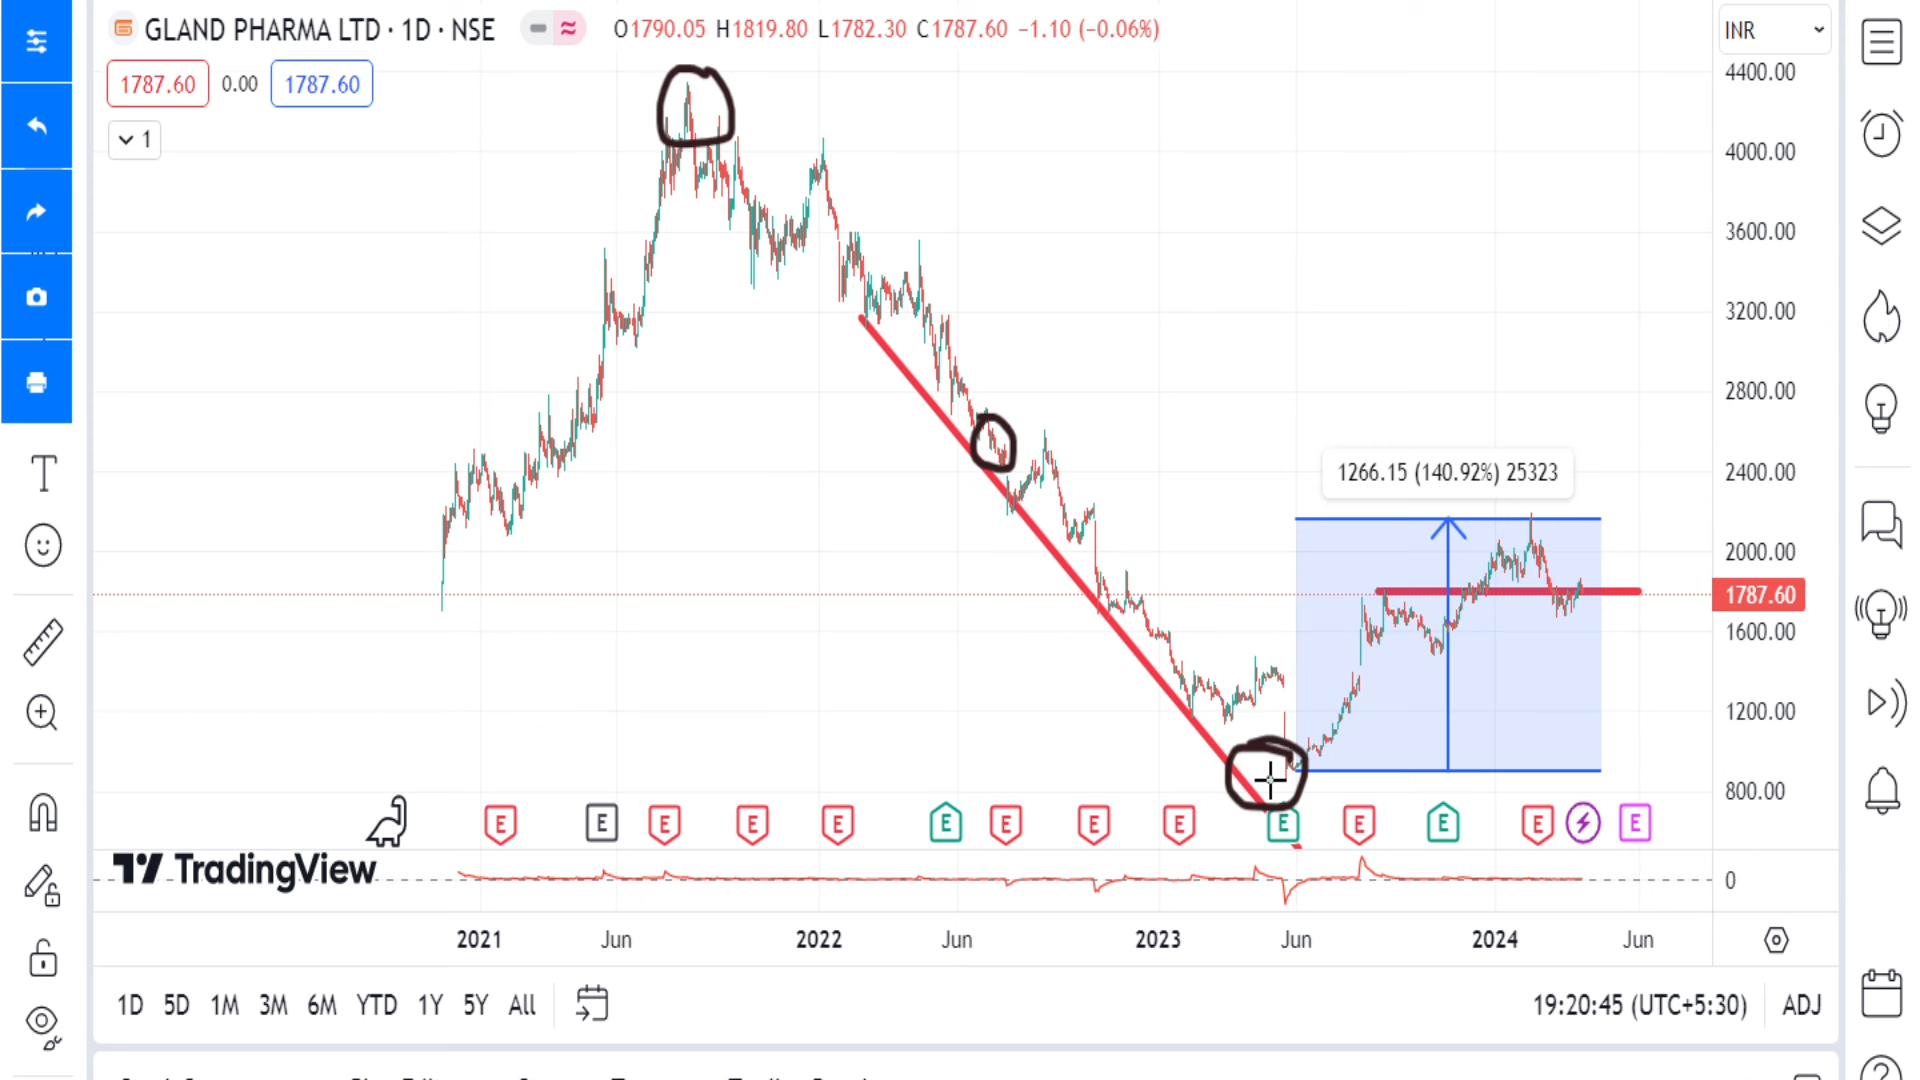 GLAND PHARMA LTD · 1D · NSE
O1790.05 H1819.80 L1782.30 C1787.60 −1.10 (−0.06%)
INR
1787.60 0.00 1787.60
1
4400.00
4000.00
3600.00
3200.00
2800.00
2400.00
2000.00
1787.60
1600.00
1200.00
800.00
1266.15 (140.92%) 25323
E E E E E E E E E E E E E E
TradingView
0
2021 Jun 2022 Jun 2023 Jun 2024 Jun
1D 5D 1M 3M 6M YTD 1Y 5Y All
19:20:45 (UTC+5:30) ADJ